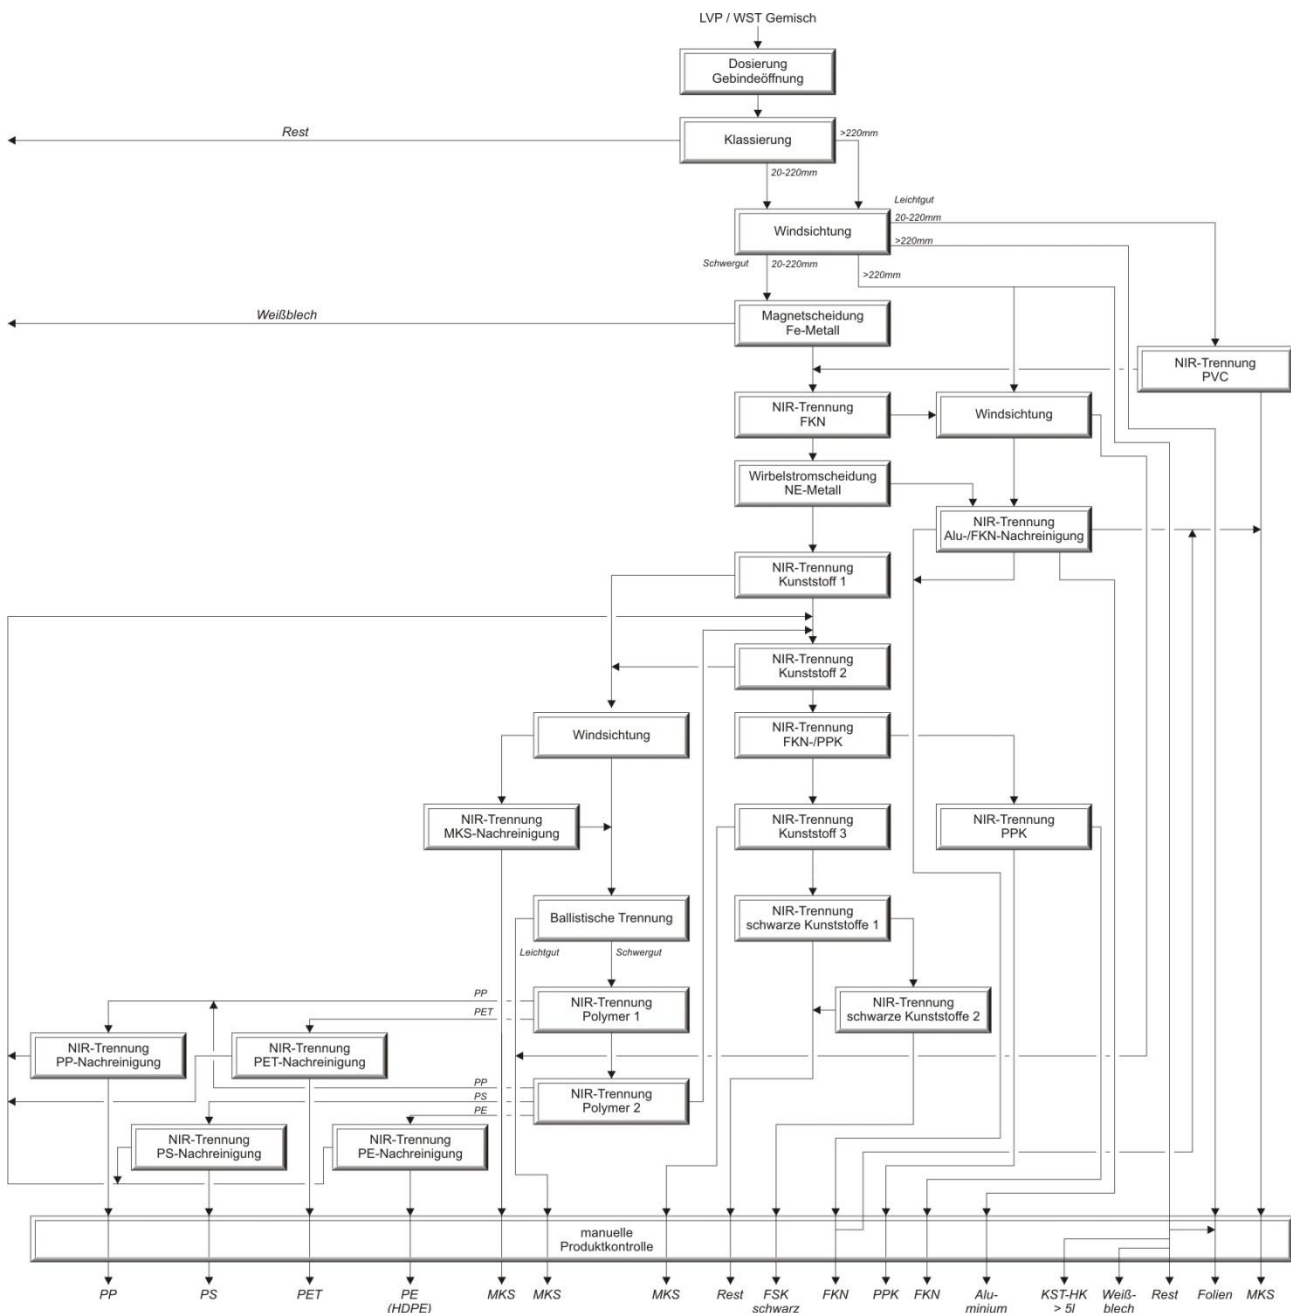 LVP / WST Gemisch
Dosierung
Gebindeöffnung
Rest
Klassierung
>220mm
20-220mm
Leichtgut
20-220mm
Windsichtung
>220mm
Schwergut
20-220mm
>220mm
Weißblech
Magnetscheidung
Fe-Metall
NIR-Trennung
PVC
NIR-Trennung
FKN
Windsichtung
Wirbelstromscheidung
NE-Metall
NIR-Trennung
Alu-/FKN-Nachreinigung
NIR-Trennung
Kunststoff 1
NIR-Trennung
Kunststoff 2
Windsichtung
NIR-Trennung
FKN-/PPK
NIR-Trennung
MKS-Nachreinigung
NIR-Trennung
Kunststoff 3
NIR-Trennung
PPK
Ballistische Trennung
NIR-Trennung
schwarze Kunststoffe 1
Leichtgut
Schwergut
PP
NIR-Trennung
Polymer 1
PET
NIR-Trennung
schwarze Kunststoffe 2
NIR-Trennung
PP-Nachreinigung
NIR-Trennung
PET-Nachreinigung
PP
PS
PE
NIR-Trennung
Polymer 2
NIR-Trennung
PS-Nachreinigung
NIR-Trennung
PE-Nachreinigung
manuelle
Produktkontrolle
PP
PS
PET
PE
(HDPE)
MKS
MKS
MKS
Rest
FSK
schwarz
FKN
PPK
FKN
Alu-
minium
KST-HK
> 5l
Weiß-
blech
Rest
Folien
MKS